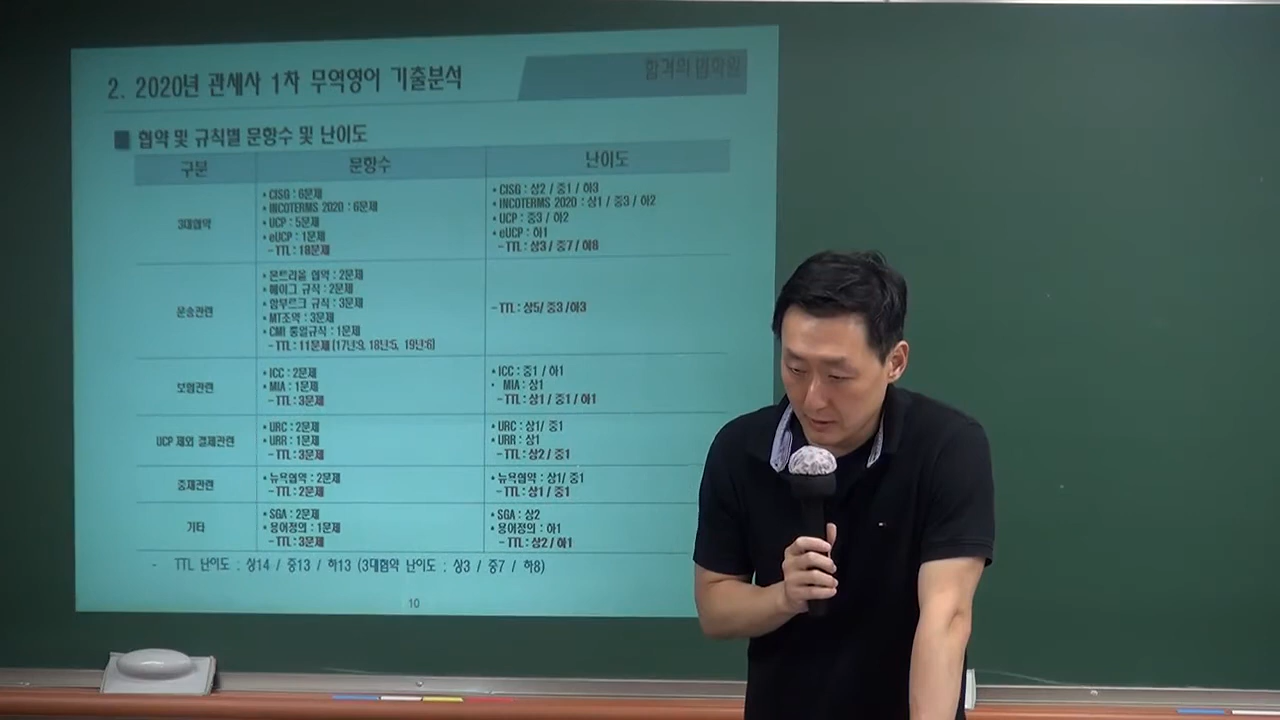 2. 2020년 관세사 1차 무역영어 기출분석
합격의 법학원
■ 협약 및 규칙별 문항수 및 난이도
구분 문항수 난이도
3대협약
• CISG : 6문제
• INCOTERMS 2020 : 6문제
• UCP : 5문제
• eUCP : 1문제
- TTL : 18문제
• CISG : 상2 / 중1 / 하3
• INCOTERMS 2020 : 상1 / 중3 / 하2
• UCP : 중3 / 하2
• eUCP : 하1
- TTL : 상3 / 중7 / 하8
운송관련
• 몬트리올 협약 : 2문제
• 헤이그 규칙 : 2문제
• 함부르크 규칙 : 3문제
• MT조약 : 3문제
• CMI 통일규칙 : 1문제
- TTL : 11문제 (17년:9, 18년:5, 19년:6)
- TTL : 상5/ 중3 /하3
보험관련
• ICC : 2문제
• MIA : 1문제
- TTL : 3문제
• ICC : 중1 / 하1
• MIA : 상1
- TTL : 상1 / 중1 / 하1
UCP 제외 결제관련
• URC : 2문제
• URR : 1문제
- TTL : 3문제
• URC : 상1/ 중1
• URR : 상1
- TTL : 상2 / 중1
중재관련
• 뉴욕협약 : 2문제
- TTL : 2문제
• 뉴욕협약 : 상1/ 중1
- TTL : 상1 / 중1
기타
• SGA : 2문제
• 용어정의 : 1문제
- TTL : 3문제
• SGA : 상2
• 용어정의 : 하1
- TTL : 상2 / 하1
- TTL 난이도 : 상14 / 중13 / 하13 (3대협약 난이도 : 상3 / 중7 / 하8)
10